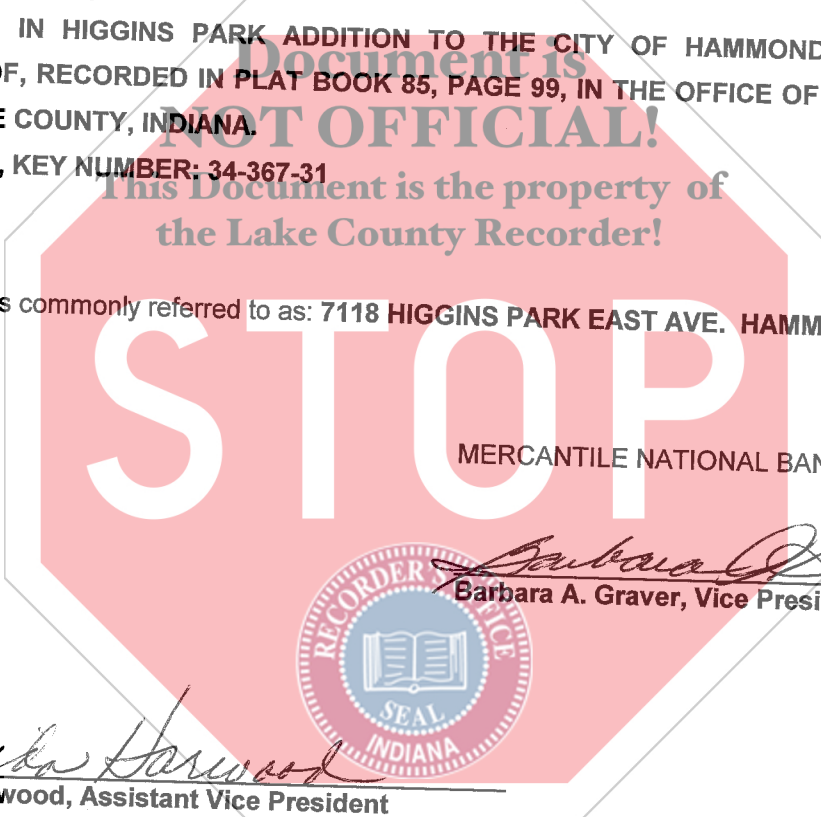 IN HIGGINS PARK ADDITION TO THE CITY OF HAMMOND
Document is
OF, RECORDED IN PLAT BOOK 85, PAGE 99, IN THE OFFICE OF
NOT OFFICIAL!
COUNTY, INDIANA.
, KEY NUMBER: 34-367-31
This Document is the property of
the Lake County Recorder!
s commonly referred to as: 7118 HIGGINS PARK EAST AVE. HAMM
STOP
MERCANTILE NATIONAL BAN
Barbara
Barbara A. Graver, Vice Presi
RECORDER'S OFFICE
SEAL
INDIANA
Harwood
wood, Assistant Vice President